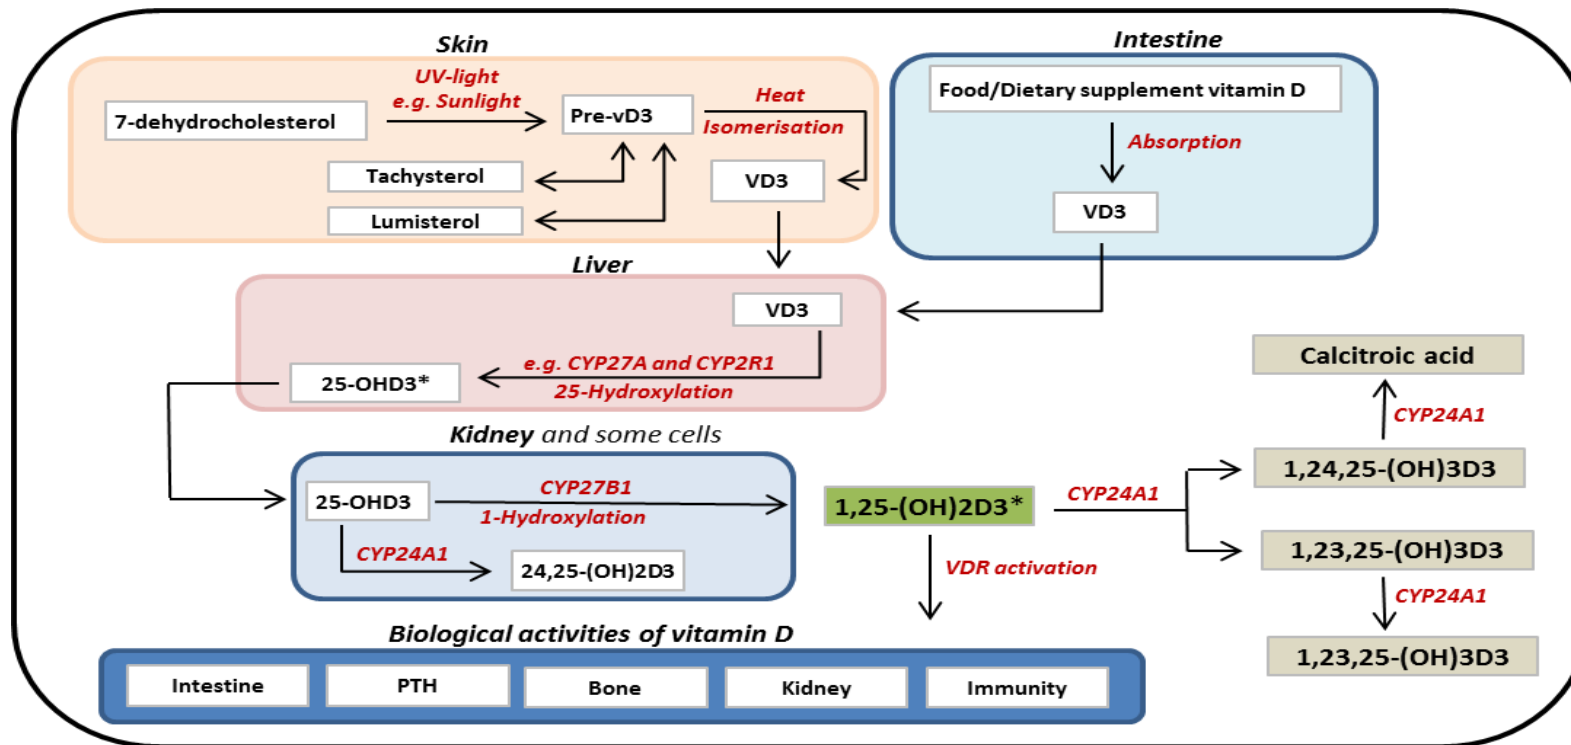 Skin
UV-light
e.g. Sunlight
7-dehydrocholesterol
Pre-vD3
Heat
Isomerisation
Tachysterol
VD3
Lumisterol
Intestine
Food/Dietary supplement vitamin D
Absorption
VD3
Liver
VD3
e.g. CYP27A and CYP2R1
25-OHD3*
25-Hydroxylation
Kidney and some cells
25-OHD3
CYP27B1
1-Hydroxylation
CYP24A1
24,25-(OH)2D3
1,25-(OH)2D3*
CYP24A1
VDR activation
Calcitroic acid
CYP24A1
1,24,25-(OH)3D3
1,23,25-(OH)3D3
CYP24A1
1,23,25-(OH)3D3
Biological activities of vitamin D
Intestine
PTH
Bone
Kidney
Immunity